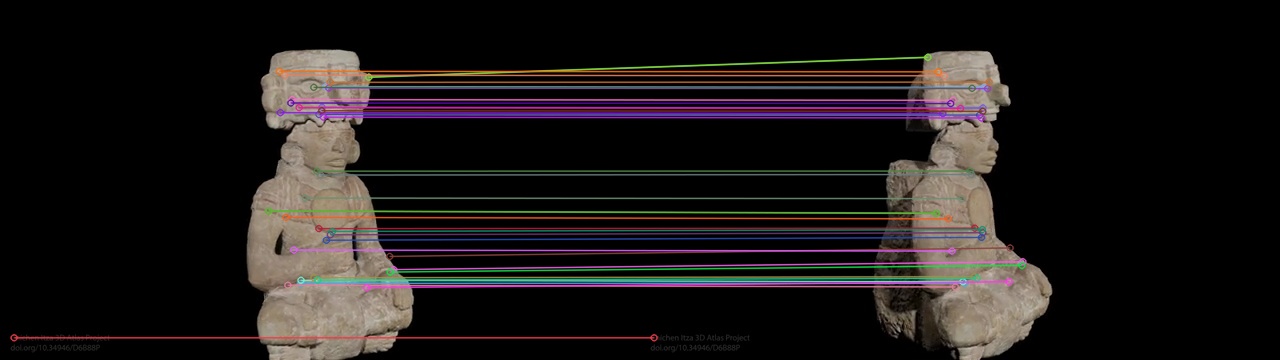 Chichen Itza 3D Atlas Project
doi.org/10.34946/D6B88P
Chichen Itza 3D Atlas Project
doi.org/10.34946/D6B88P